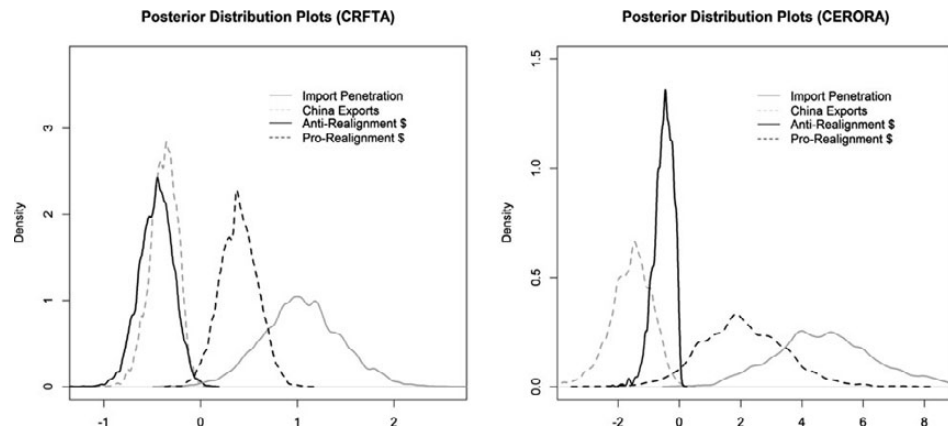 Posterior Distribution Plots (CRFTA)
Import Penetration
China Exports
Anti-Realignment $
Pro-Realignment $
Density
3
2
1
0
-1
0
1
2
Posterior Distribution Plots (CERORA)
Import Penetration
China Exports
Anti-Realignment $
Pro-Realignment $
Density
1.5
1.0
0.5
0.0
-2
0
2
4
6
8